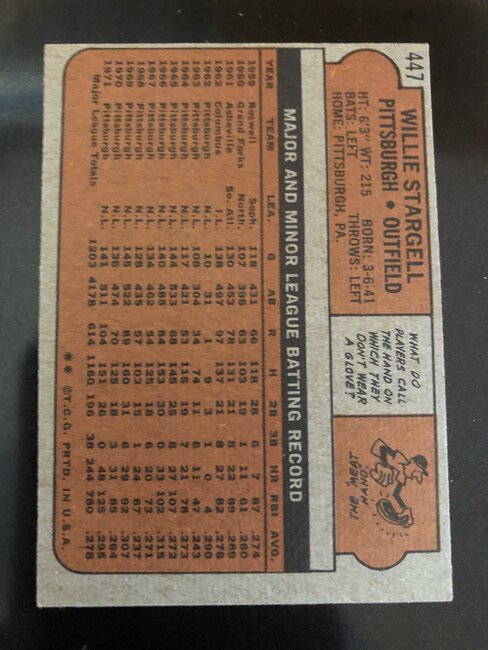 447
WILLIE STARGELL
PITTSBURGH • OUTFIELD
HT: 6'3" WT: 215 BORN: 3-6-41
BATS: LEFT THROWS: LEFT
HOME: PITTSBURGH, PA.
WHAT DO
PLAYERS CALL
THE HAND ON
WHICH THEY
DON'T WEAR
A GLOVE?
THE MEAT
HAND.
MAJOR AND MINOR LEAGUE BATTING RECORD
YEAR TEAM LEA. G AB R H 2B 3B HR RBI AVG.
1959 Roswell Soph. 118 431 66 118 28 6 7 87 .274
1960 Grand Forks North. 107 396 63 103 19 1 11 61 .260
1961 Asheville So. Atl. 130 453 78 131 21 8 22 89 .289
1962 Columbus I.L. 138 497 97 137 21 8 27 82 .276
1962 Pittsburgh N.L. 10 31 1 9 3 1 0 4 .290
1963 Pittsburgh N.L. 108 304 34 74 11 6 11 47 .243
1964 Pittsburgh N.L. 117 421 53 115 19 7 21 78 .273
1965 Pittsburgh N.L. 144 533 68 145 25 8 27 107 .272
1966 Pittsburgh N.L. 140 485 84 153 30 0 33 102 .315
1967 Pittsburgh N.L. 134 462 54 125 18 6 20 73 .271
1968 Pittsburgh N.L. 128 435 57 103 15 1 24 67 .237
1969 Pittsburgh N.L. 145 522 89 160 31 6 29 92 .307
1970 Pittsburgh N.L. 136 474 70 125 18 3 31 85 .264
1971 Pittsburgh N.L. 141 511 104 151 26 0 48 125 .295
Major League Totals 1203 4178 614 1160 196 38 244 780 .278
** ©T.C.G. PRTD. IN U.S.A.